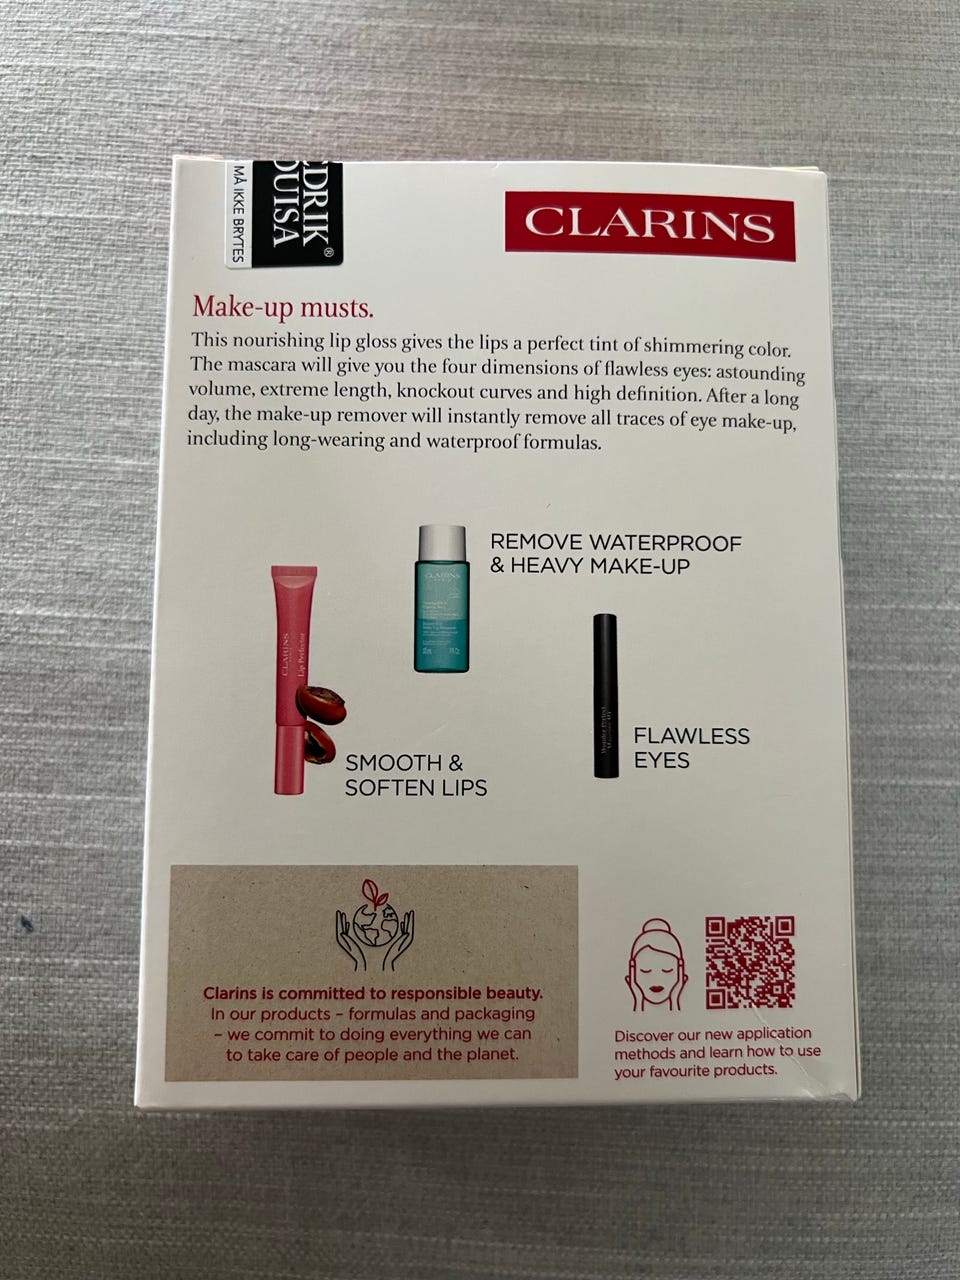 EDRIK
OUISA
®
MÅ IKKE BRYTES
CLARINS
Make-up musts.
This nourishing lip gloss gives the lips a perfect tint of shimmering color.
The mascara will give you the four dimensions of flawless eyes: astounding
volume, extreme length, knockout curves and high definition. After a long
day, the make-up remover will instantly remove all traces of eye make-up,
including long-wearing and waterproof formulas.
REMOVE WATERPROOF
& HEAVY MAKE-UP
CLARINS
CLARINS
Lip Perfector
Wonder Perfect
FLAWLESS
EYES
SMOOTH &
SOFTEN LIPS
Clarins is committed to responsible beauty.
In our products – formulas and packaging
– we commit to doing everything we can
to take care of people and the planet.
Discover our new application
methods and learn how to use
your favourite products.